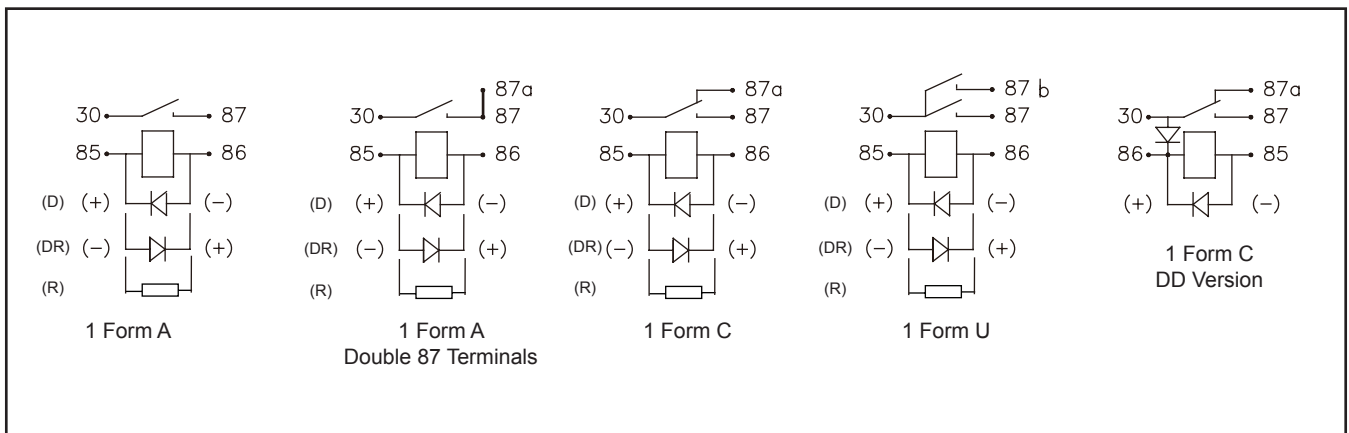 30 87
85 86
(D) (+) (−)
(DR) (−) (+)
(R)
1 Form A
87a
30 87
85 86
(D) (+) (−)
(DR) (−) (+)
(R)
1 Form A
Double 87 Terminals
87a
30 87
85 86
(D) (+) (−)
(DR) (−) (+)
(R)
1 Form C
87 b
30 87
85 86
(D) (+) (−)
(DR) (−) (+)
(R)
1 Form U
87a
30 87
86 85
(+) (−)
1 Form C
DD Version